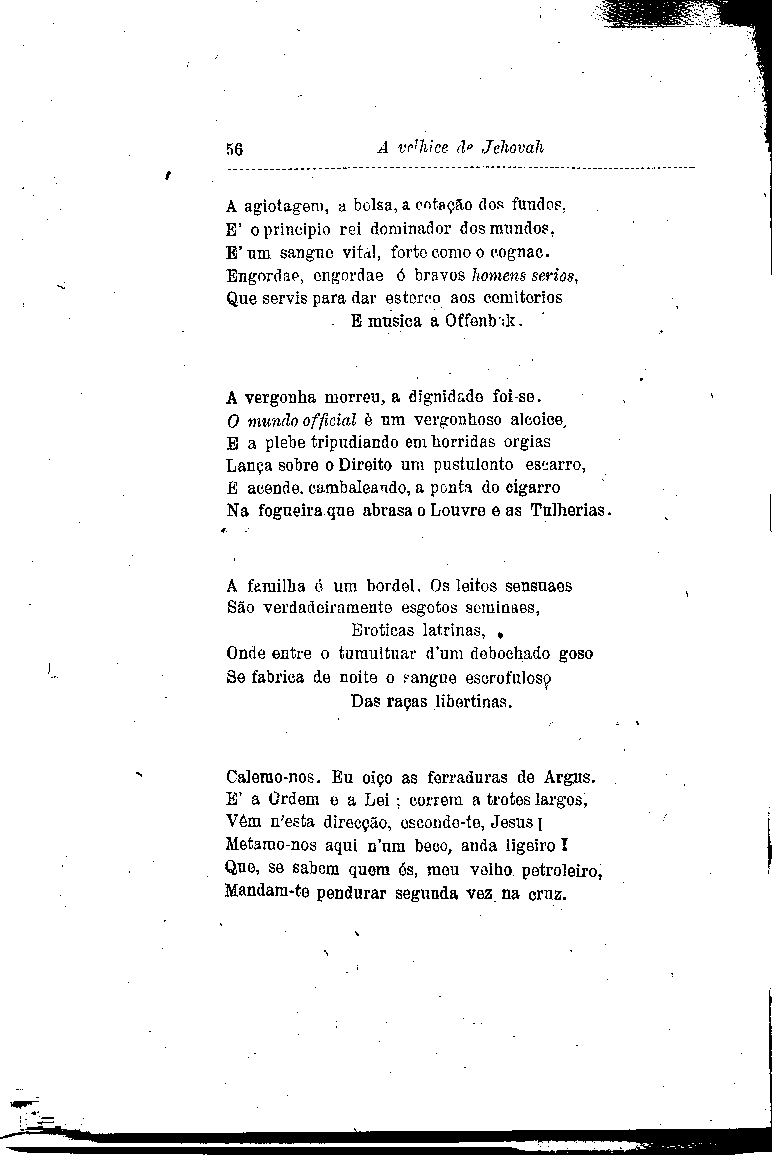 56 A velhice de Jehovah
A agiotagem, a bolsa, a cotação dos fundos,
E' o principio rei dominador dos mundos,
E' um sangue vital, forte como o cognac.
Engordae, engordae ó bravos homens serios,
Que servis para dar esterco aos cemiterios
E musica a Offenbak.
A vergonha morreu, a dignidade foi-se.
O mundo official è um vergonhoso alcoice,
E a plebe tripudiando em horridas orgias
Lança sobre o Direito um pustulento escarro,
E acende, cambaleando, a ponta do cigarro
Na fogueira que abrasa o Louvre e as Tulherias.
A familha é um bordel. Os leitos sensuaes
São verdadeiramente esgotos seminaes,
Eroticas latrinas,
Onde entre o tumultuar d'um debochado goso
Se fabrica de noite o sangue escrofuloso
Das raças libertinas.
Calemo-nos. Eu oiço as ferraduras de Argus.
E' a Ordem e a Lei ; correm a trotes largos,
Vêm n'esta direcção, esconde-te, Jesus !
Metamo-nos aqui n'um beco, anda ligeiro !
Que, se sabem quem és, meu velho petroleiro,
Mandam-te pendurar segunda vez na cruz.